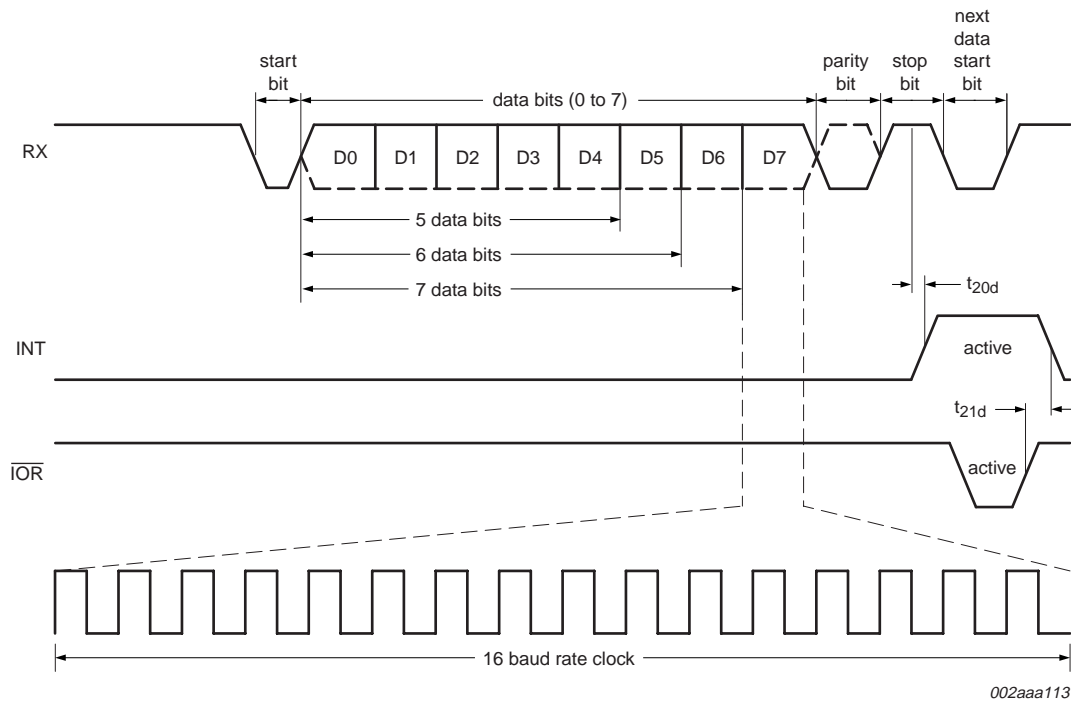 next
data
start
bit
start
bit
parity
bit
stop
bit
data bits (0 to 7)
RX
D0 D1 D2 D3 D4 D5 D6 D7
5 data bits
6 data bits
7 data bits
t20d
INT
active
t21d
IOR
active
16 baud rate clock
002aaa113